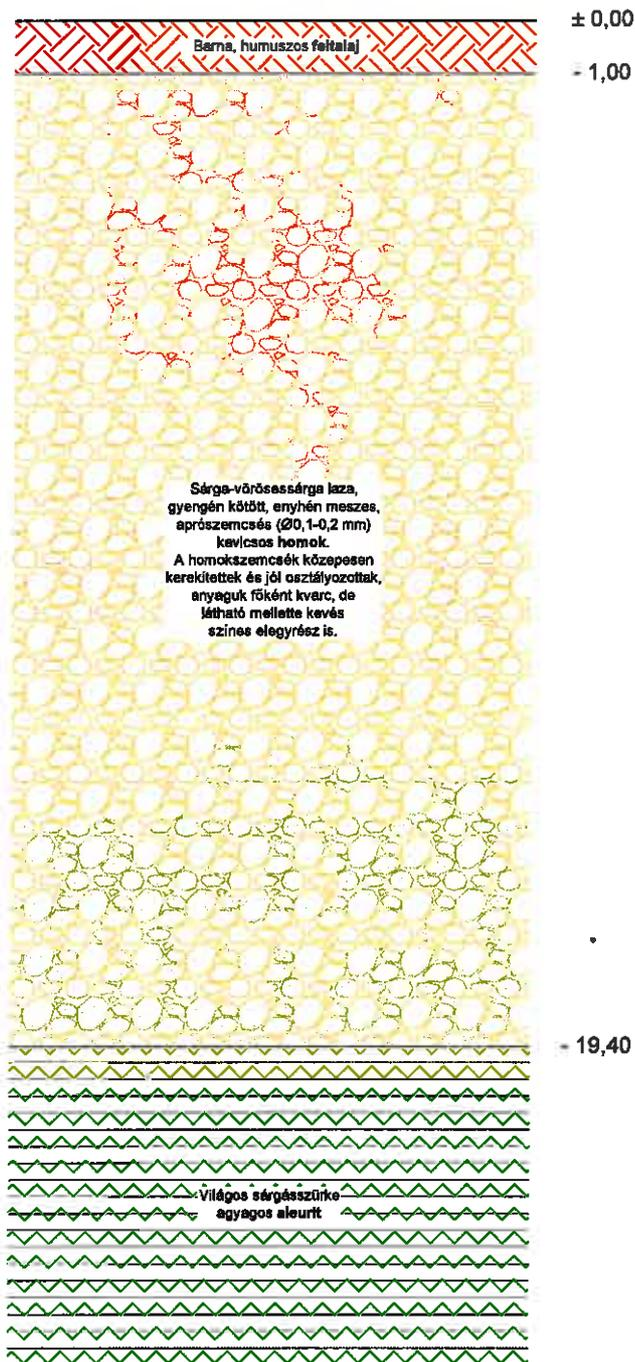 ± 0,00
Barna, humuszos feltalaj
- 1,00
Sárga-vörösessárga laza,
gyengén kötött, enyhén meszes,
aprószemcsés (Ø0,1-0,2 mm)
kavicsos homok.
A homokszemcsék közepesen
kerekítettek és jól osztályozottak,
anyaguk főként kvarc, de
látható mellette kevés
színes elegyrész is.
- 19,40
Világos sárgásszürke
agyagos aleurit